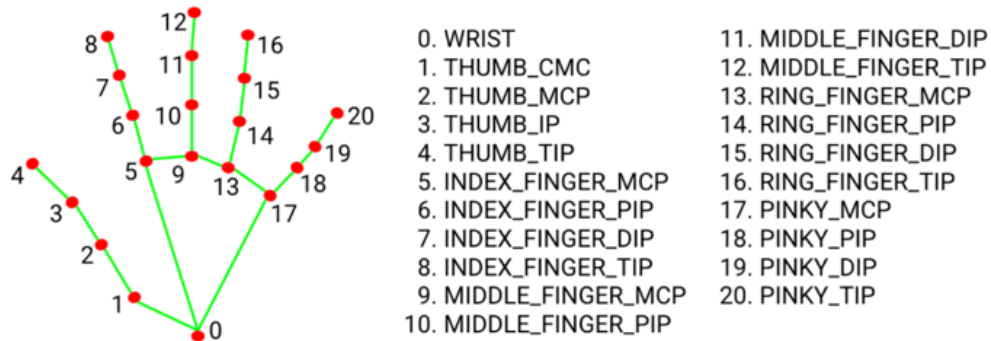 12
8
16
11
7
15
10
6
20
14
4
19
5
9
13
18
3
17
2
1
0
0. WRIST
1. THUMB_CMC
2. THUMB_MCP
3. THUMB_IP
4. THUMB_TIP
5. INDEX_FINGER_MCP
6. INDEX_FINGER_PIP
7. INDEX_FINGER_DIP
8. INDEX_FINGER_TIP
9. MIDDLE_FINGER_MCP
10. MIDDLE_FINGER_PIP
11. MIDDLE_FINGER_DIP
12. MIDDLE_FINGER_TIP
13. RING_FINGER_MCP
14. RING_FINGER_PIP
15. RING_FINGER_DIP
16. RING_FINGER_TIP
17. PINKY_MCP
18. PINKY_PIP
19. PINKY_DIP
20. PINKY_TIP